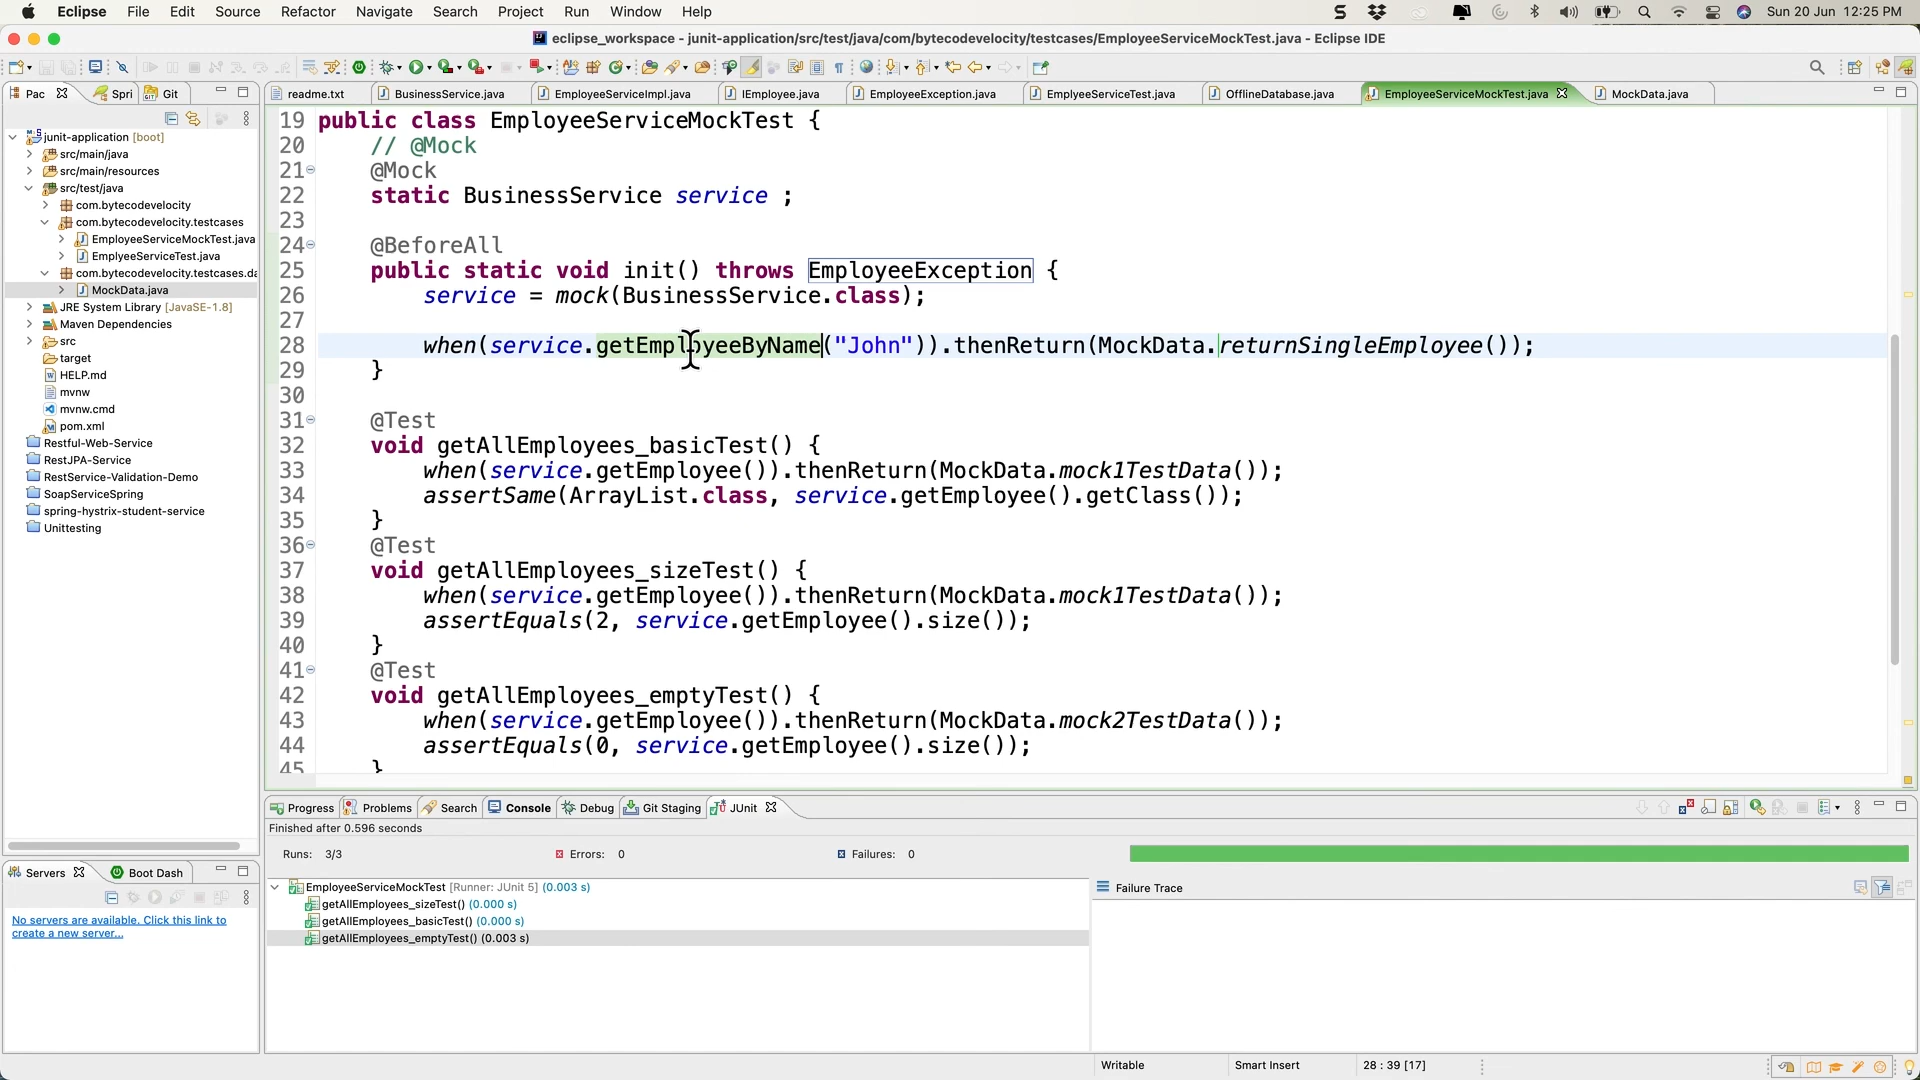 Eclipse File Edit Source Refactor Navigate Search Project Run Window Help Sun 20 Jun 12:25 PM
eclipse_workspace - junit-application/src/test/java/com/bytecodevelocity/testcases/EmployeeServiceMockTest.java - Eclipse IDE
Pac Spri Git
readme.txt BusinessService.java EmployeeServiceImpl.java IEmployee.java EmployeeException.java EmplyeeServiceTest.java OfflineDatabase.java EmployeeServiceMockTest.java MockData.java
junit-application [boot]
src/main/java
src/main/resources
src/test/java
com.bytecodevelocity
com.bytecodevelocity.testcases
EmployeeServiceMockTest.java
EmplyeeServiceTest.java
com.bytecodevelocity.testcases.da
MockData.java
JRE System Library [JavaSE-1.8]
Maven Dependencies
src
target
HELP.md
mvnw
mvnw.cmd
pom.xml
Restful-Web-Service
RestJPA-Service
RestService-Validation-Demo
SoapServiceSpring
spring-hystrix-student-service
Unittesting
19 public class EmployeeServiceMockTest {
20 // @Mock
21 @Mock
22 static BusinessService service ;
23
24 @BeforeAll
25 public static void init() throws EmployeeException {
26 service = mock(BusinessService.class);
27
28 when(service.getEmployeeByName("John")).thenReturn(MockData.returnSingleEmployee());
29 }
30
31 @Test
32 void getAllEmployees_basicTest() {
33 when(service.getEmployee()).thenReturn(MockData.mock1TestData());
34 assertSame(ArrayList.class, service.getEmployee().getClass());
35 }
36 @Test
37 void getAllEmployees_sizeTest() {
38 when(service.getEmployee()).thenReturn(MockData.mock1TestData());
39 assertEquals(2, service.getEmployee().size());
40 }
41 @Test
42 void getAllEmployees_emptyTest() {
43 when(service.getEmployee()).thenReturn(MockData.mock2TestData());
44 assertEquals(0, service.getEmployee().size());
45 }
Progress Problems Search Console Debug Git Staging JUnit
Finished after 0.596 seconds
Runs: 3/3 Errors: 0 Failures: 0
EmployeeServiceMockTest [Runner: JUnit 5] (0.003 s)
getAllEmployees_sizeTest() (0.000 s)
getAllEmployees_basicTest() (0.000 s)
getAllEmployees_emptyTest() (0.003 s)
Failure Trace
Servers Boot Dash
No servers are available. Click this link to
create a new server...
Writable Smart Insert 28 : 39 [17]